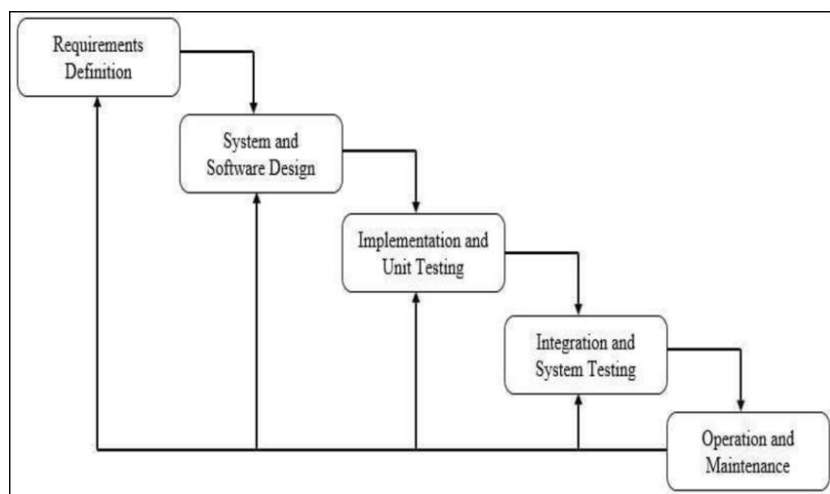 Requirements
Definition
System and
Software Design
Implementation and
Unit Testing
Integration and
System Testing
Operation and
Maintenance